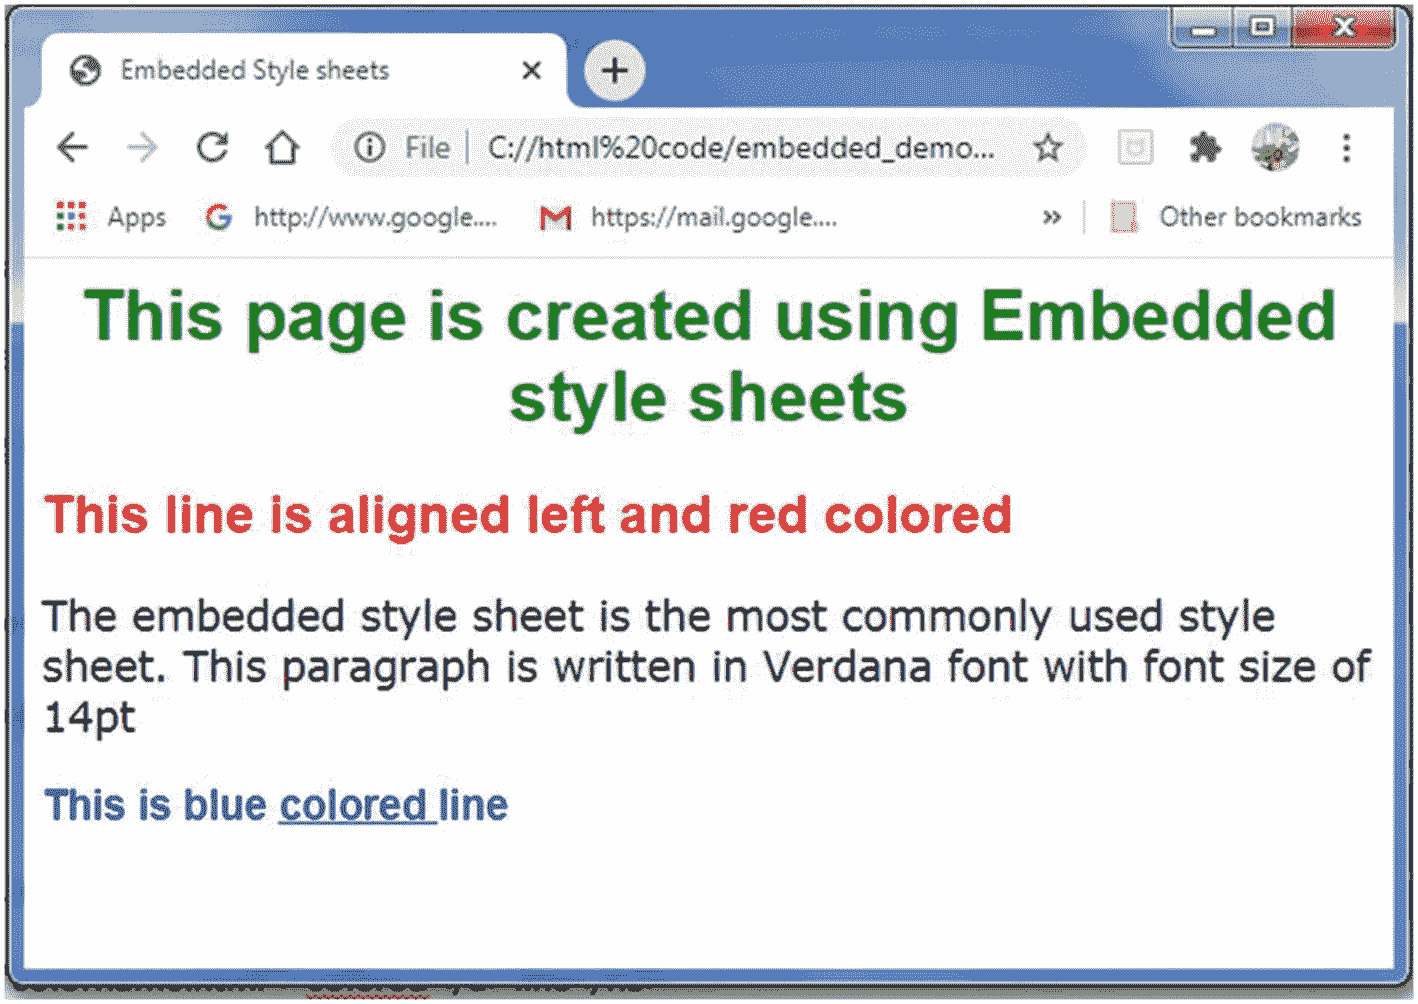 Embedded Style sheets
File C://html%20code/embedded_demo...
Apps http://www.google.... https://mail.google.... » Other bookmarks
This page is created using Embedded
style sheets
This line is aligned left and red colored
The embedded style sheet is the most commonly used style
sheet. This paragraph is written in Verdana font with font size of
14pt
This is blue colored line